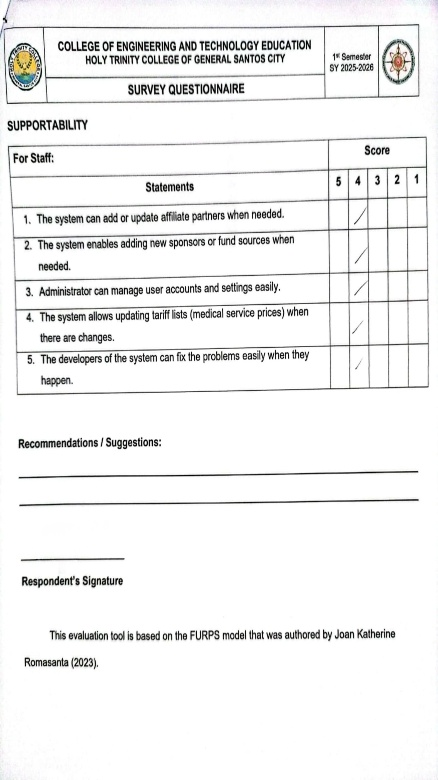 COLLEGE OF ENGINEERING AND TECHNOLOGY EDUCATION
HOLY TRINITY COLLEGE OF GENERAL SANTOS CITY
1st Semester
SY 2025-2026
SURVEY QUESTIONNAIRE
SUPPORTABILITY
For Staff:
Score
Statements
5 4 3 2 1
1. The system can add or update affiliate partners when needed. /
2. The system enables adding new sponsors or fund sources when
needed. /
3. Administrator can manage user accounts and settings easily. /
4. The system allows updating tariff lists (medical service prices) when
there are changes. /
5. The developers of the system can fix the problems easily when they
happen. /
Recommendations / Suggestions:
Respondent's Signature
This evaluation tool is based on the FURPS model that was authored by Joan Katherine
Romasanta (2023).